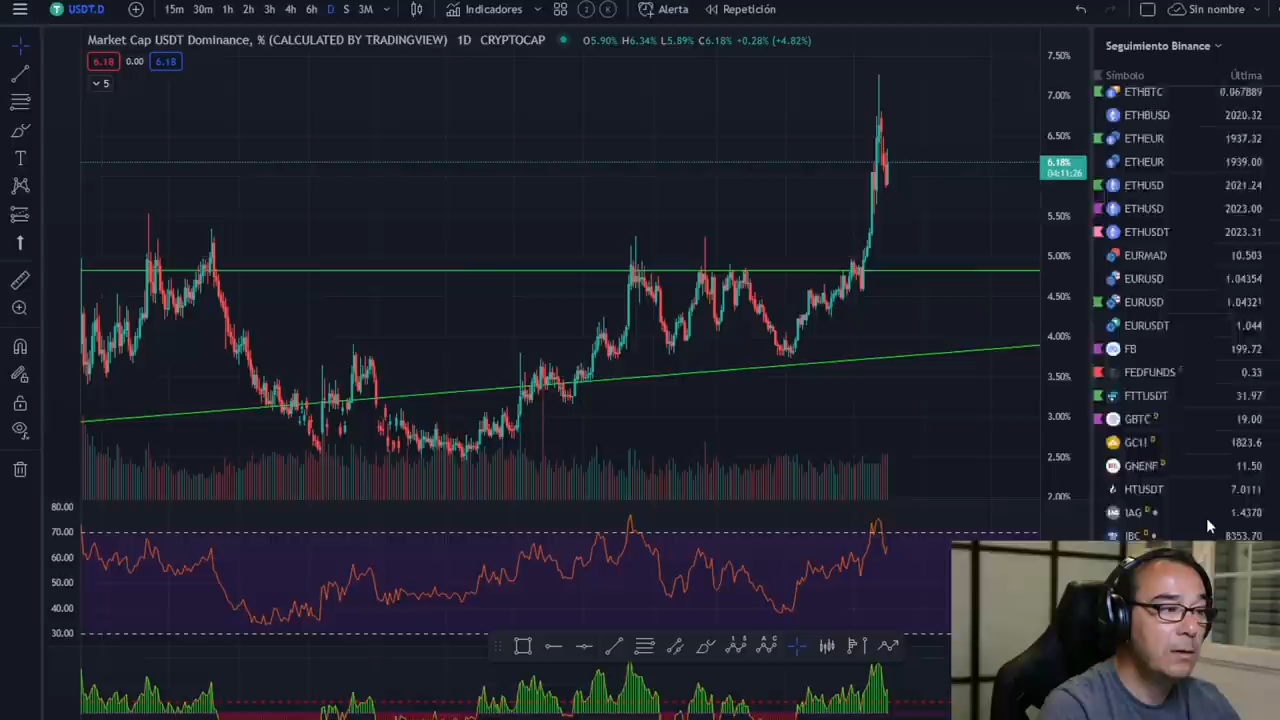 USDT.D 15m 30m 1h 2h 3h 4h 6h D S 3M Indicadores Alerta Repetición Sin nombre
Market Cap USDT Dominance, % (CALCULATED BY TRADINGVIEW) 1D CRYPTOCAP O5.90% H6.34% L5.89% C6.18% +0.28% (+4.82%)
6.18 0.00 6.18
5
7.50%
7.00%
6.50%
6.18%
04:11:26
5.50%
5.00%
4.50%
4.00%
3.50%
3.00%
2.50%
2.00%
80.00
70.00
60.00
50.00
40.00
30.00
Seguimiento Binance
Símbolo Última
ETHBTC 0.067889
ETHBUSD 2020.32
ETHEUR 1937.32
ETHEUR 1939.00
ETHUSD 2021.24
ETHUSD 2023.00
ETHUSDT 2023.31
EURMAD 10.503
EURUSD 1.04354
EURUSD 1.04321
EURUSDT 1.044
FB 199.72
FEDFUNDS 0.33
FTTUSDT 31.97
GBTC D 19.00
GC1! D 1823.6
GNENF D 11.50
HTUSDT 7.0111
IAG D 1.4370
IBC D 8353.70